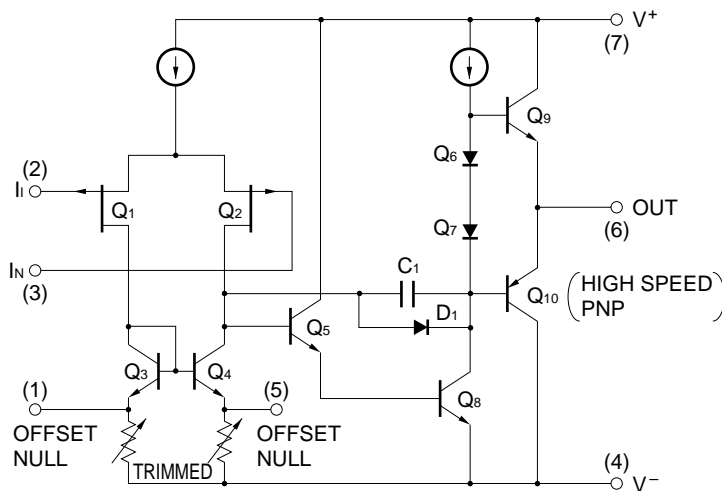 V+
(7)
Q9
(2)
II
Q1
Q2
Q6
OUT
(6)
Q7
IN
(3)
C1
Q10
(HIGH SPEED
PNP)
D1
Q5
Q3
Q4
(1)
(5)
Q8
OFFSET
NULL
OFFSET
NULL
TRIMMED
(4)
V−